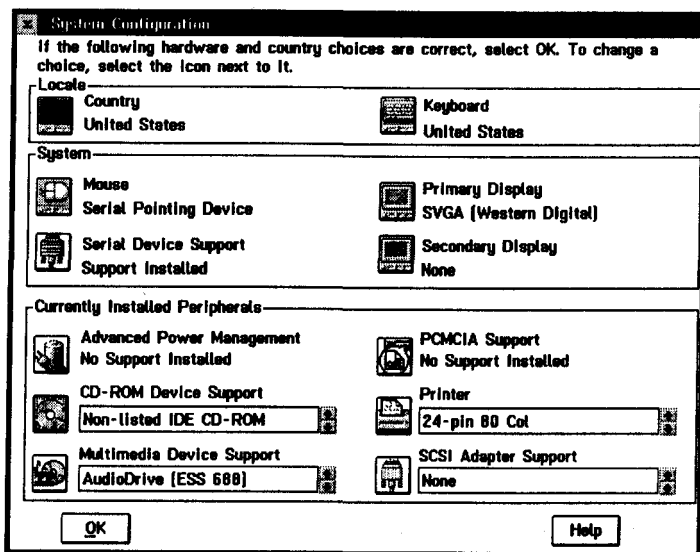 System Configuration
If the following hardware and country choices are correct, select OK. To change a
choice, select the icon next to it.
Locale
Country
United States
Keyboard
United States
System
Mouse
Serial Pointing Device
Primary Display
SVGA (Western Digital)
Serial Device Support
Support Installed
Secondary Display
None
Currently Installed Peripherals
Advanced Power Management
No Support Installed
PCMCIA Support
No Support Installed
CD-ROM Device Support
Non-listed IDE CD-ROM
Printer
24-pin 80 Col
Multimedia Device Support
AudioDrive (ESS 688)
SCSI Adapter Support
None
OK
Help